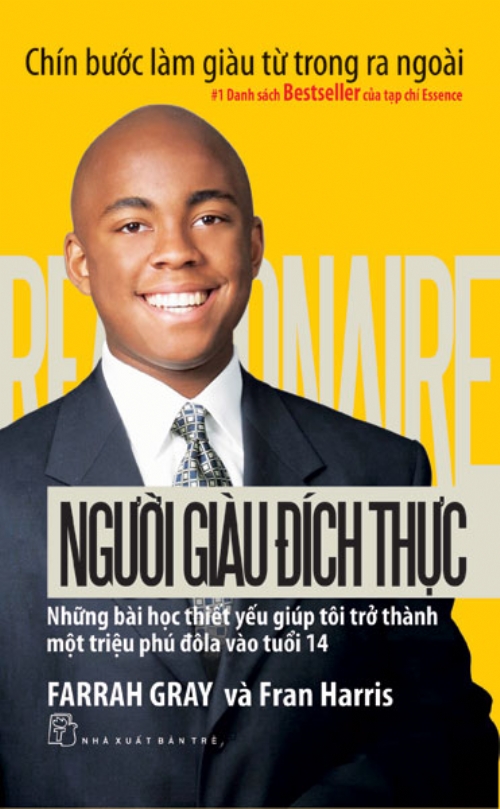 Chín bước làm giàu từ trong ra ngoài
#1 Danh sách Bestseller của tạp chí Essence
NGƯỜI GIÀU ĐÍCH THỰC
Những bài học thiết yếu giúp tôi trở thành
một triệu phú đôla vào tuổi 14
FARRAH GRAY và Fran Harris
NHÀ XUẤT BẢN TRẺ